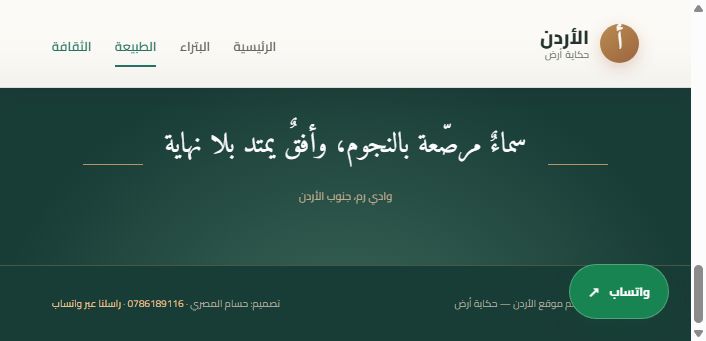 أ
الأردن
حكاية أرض
الرئيسية
البتراء
الطبيعة
الثقافة
سماءٌ مرصّعة بالنجوم، وأفقٌ يمتد بلا نهاية
وادي رم، جنوب الأردن
واتساب ↗
م موقع الأردن — حكاية أرض
تصميم: حسام المصري · 0786189116 · راسلنا عبر واتساب